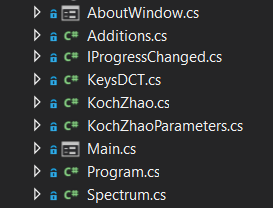 AboutWindow.cs
C# Additions.cs
C# IProgressChanged.cs
C# KeysDCT.cs
C# KochZhao.cs
C# KochZhaoParameters.cs
Main.cs
C# Program.cs
C# Spectrum.cs